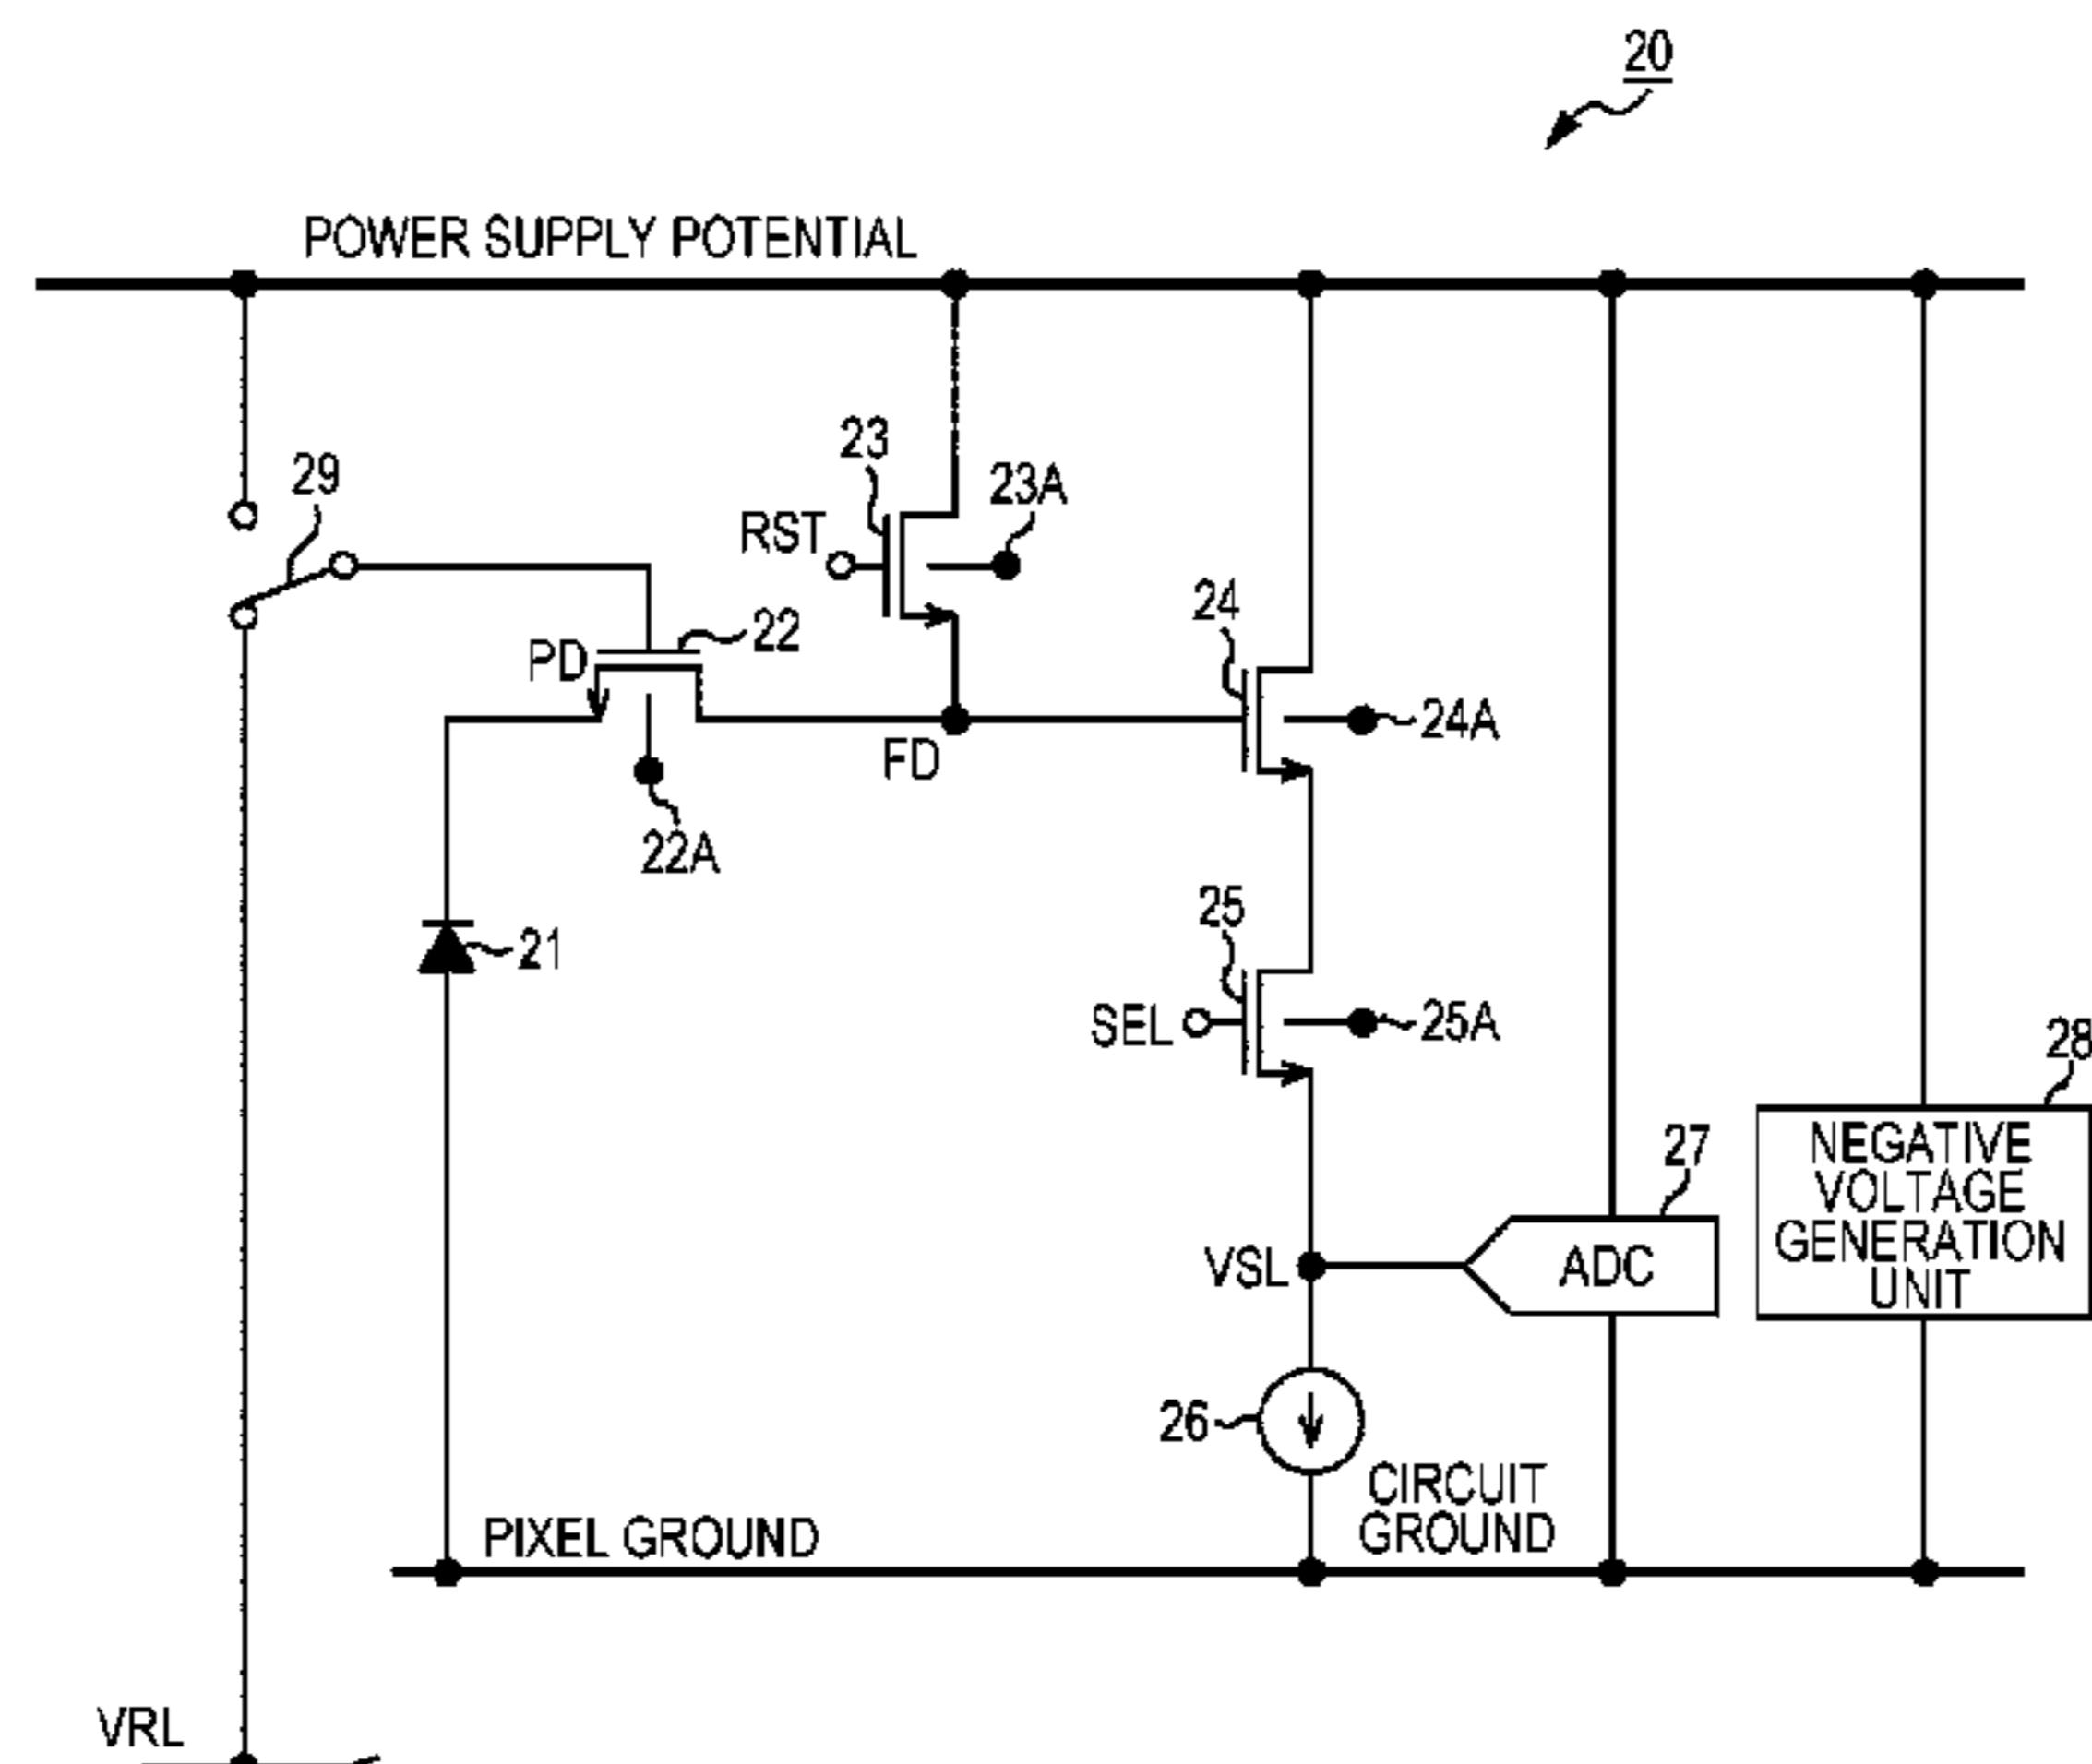 20
POWER SUPPLY POTENTIAL
23
29
23A
RST
24
22
PD
24A
FD
22A
25
21
SEL
25A
28
NEGATIVE
VOLTAGE
GENERATION
UNIT
27
VSL
ADC
26
CIRCUIT
GROUND
PIXEL GROUND
VRL